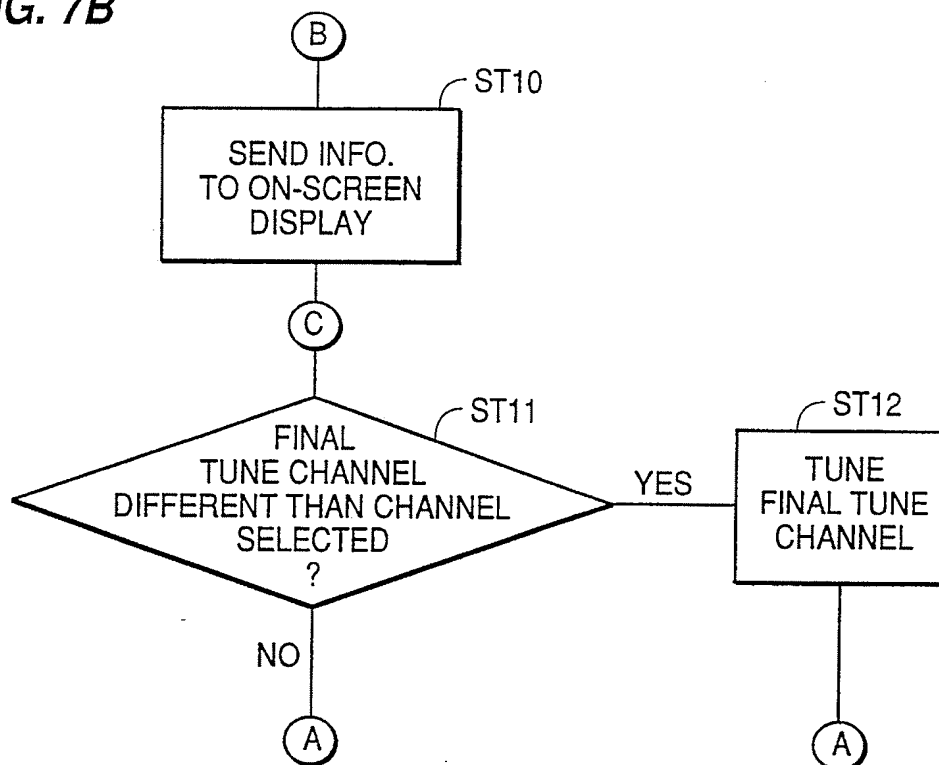 FIG. 7B
B
ST10
SEND INFO.
TO ON-SCREEN
DISPLAY
C
ST11
FINAL
TUNE CHANNEL
DIFFERENT THAN CHANNEL
SELECTED
?
YES
ST12
TUNE
FINAL TUNE
CHANNEL
NO
A
A